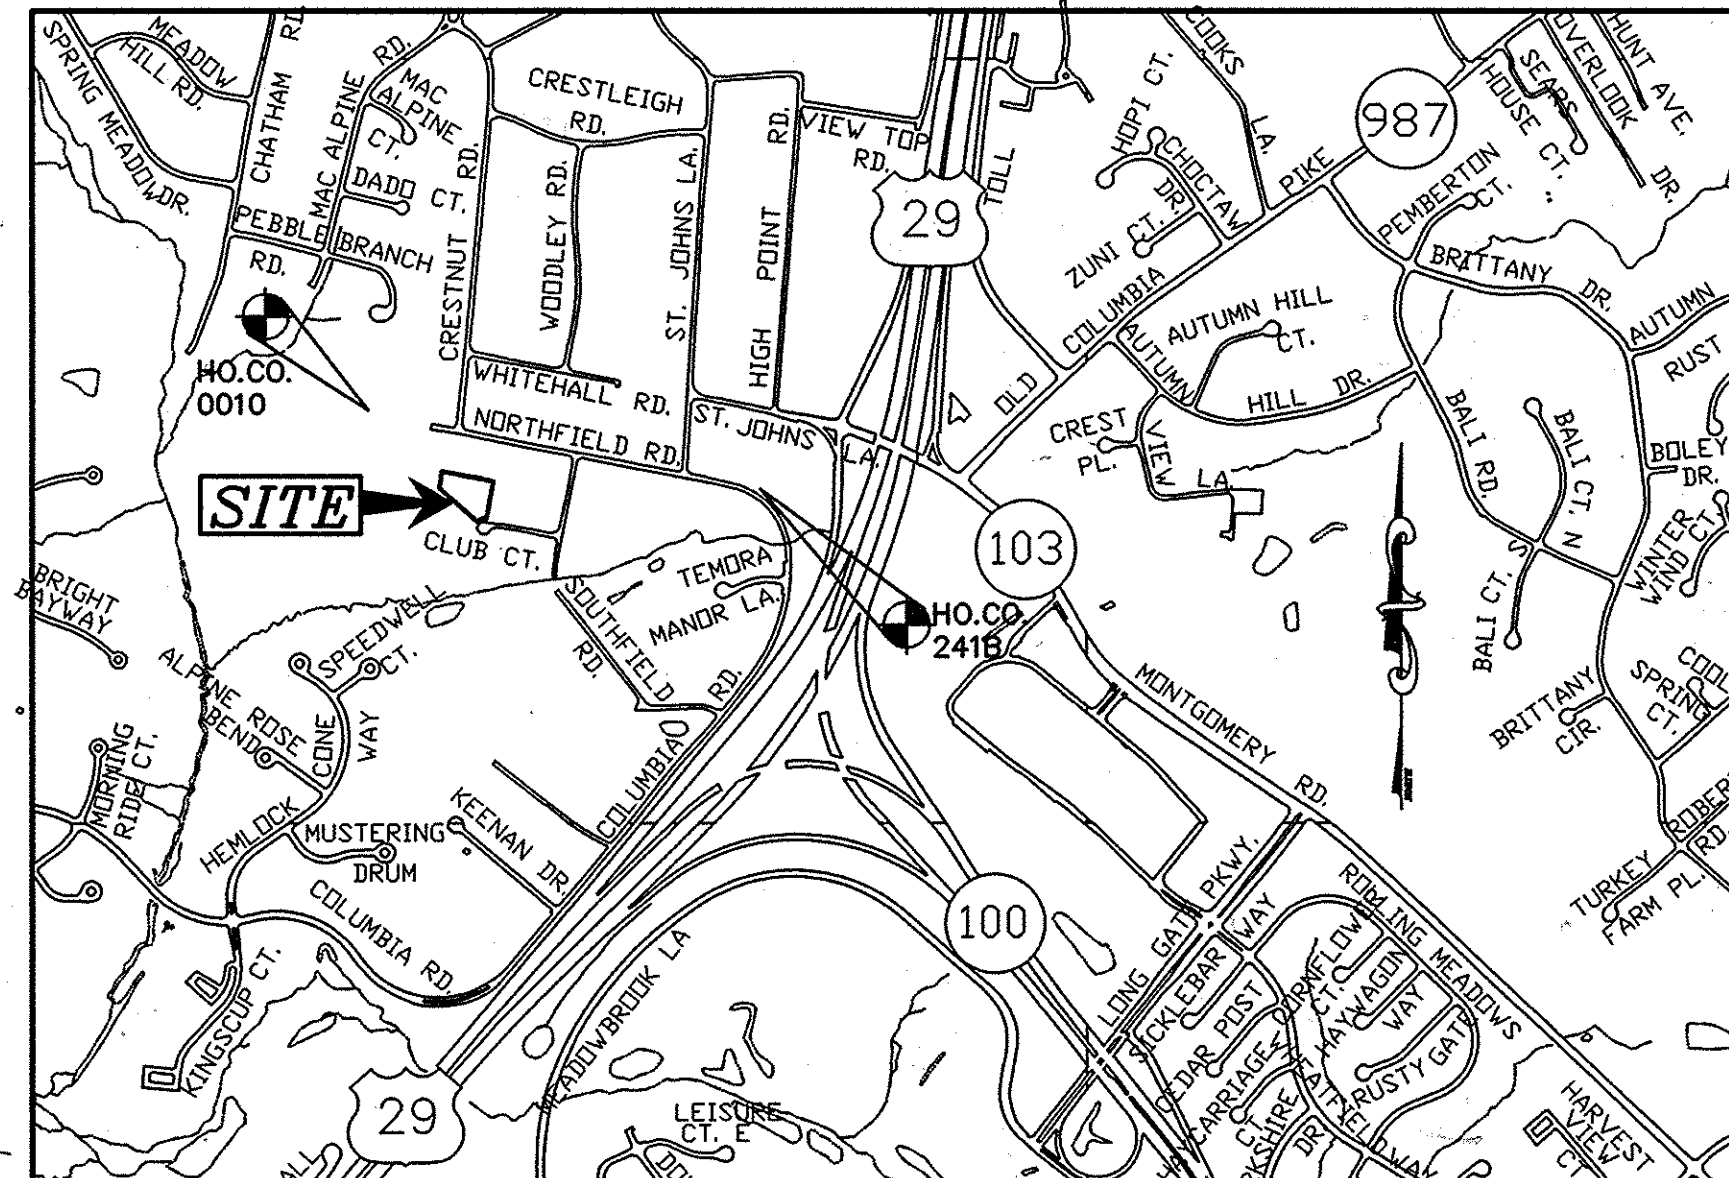 SPRING MEADOW DR.
MEADOW
HILL RD.
CHATHAM RD.
MAC ALPINE RD.
MAC
ALPINE
CT.
DADO CT.
PEBBLE BRANCH
RD.
CRESTNUT RD.
CRESTLEIGH
RD.
WOODLEY RD.
ST. JOHNS LA.
HIGH POINT RD.
VIEW TOP
RD.
29
TOLL
HOPI CT.
CHOCTAW
DR.
ZUNI CT.
COOKS LA.
987
OLD COLUMBIA PIKE
SEARS
HOUSE CT.
OVERLOOK DR.
HUNT AVE.
PEMBERTON
CT.
BRITTANY DR.
AUTUMN HILL
CT.
AUTUMN HILL DR.
AUTUMN
RUST
HO.CO.
0010
WHITEHALL RD.
NORTHFIELD RD.
ST. JOHNS LA.
CREST
PL.
VIEW LA.
BALI RD.
BALI CT. N
BALI CT. S
BOLEY
DR.
WINTER
WIND CT.
SITE
CLUB CT.
103
TEMORA
MANOR LA.
SOUTHFIELD
RD.
HO.CO.
241B
BRIGHT
BAYWAY
SPEEDWELL
CT.
ALPINE ROSE
BEND
CONE
WAY
MORNING
RIDE CT.
HEMLOCK
MUSTERING
DRUM
KEENAN DR.
COLUMBIA RD.
COLUMBIA RD.
MONTGOMERY RD.
BRITTANY
CIR.
SPRING
CT.
COOL
ROBERT
RD.
TURKEY
FARM PL.
KINGSCUP CT.
MEADOWBROOK LA
100
LONG GATE PKWY.
SICKLEBAR WAY
ROLLING MEADOWS
CORNFLOWER
CT.
HAYWAGON
WAY
CEDAR POST
RUSTY GATE
WHEATFIELD WAY
HAY CARRIAGE
CT.
DR.
HARVEST
VIEW
CT
29
LEISURE
CT. E